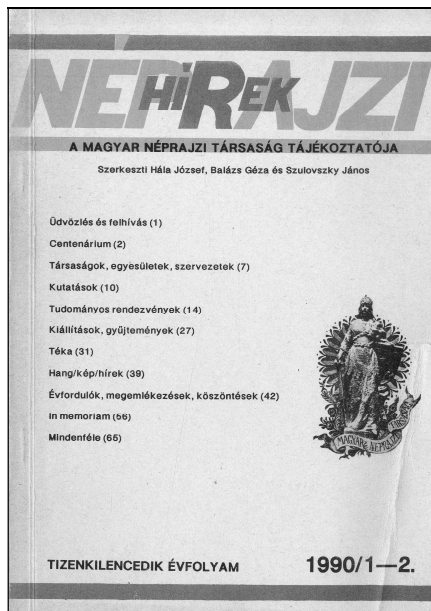 NÉPRAJZI
HÍREK
A MAGYAR NÉPRAJZI TÁRSASÁG TÁJÉKOZTATÓJA
Szerkeszti Hála József, Balázs Géza és Szulovszky János
Üdvözlés és felhívás (1)
Centenárium (2)
Társaságok, egyesületek, szervezetek (7)
Kutatások (10)
Tudományos rendezvények (14)
Kiállítások, gyűjtemények (27)
Téka (31)
Hang/kép/hírek (39)
Évfordulók, megemlékezések, köszöntések (42)
In memoriam (56)
Mindenféle (65)
MAGYAR NÉPRAJZI TÁRSASÁG
TIZENKILENCEDIK ÉVFOLYAM
1990/1—2.